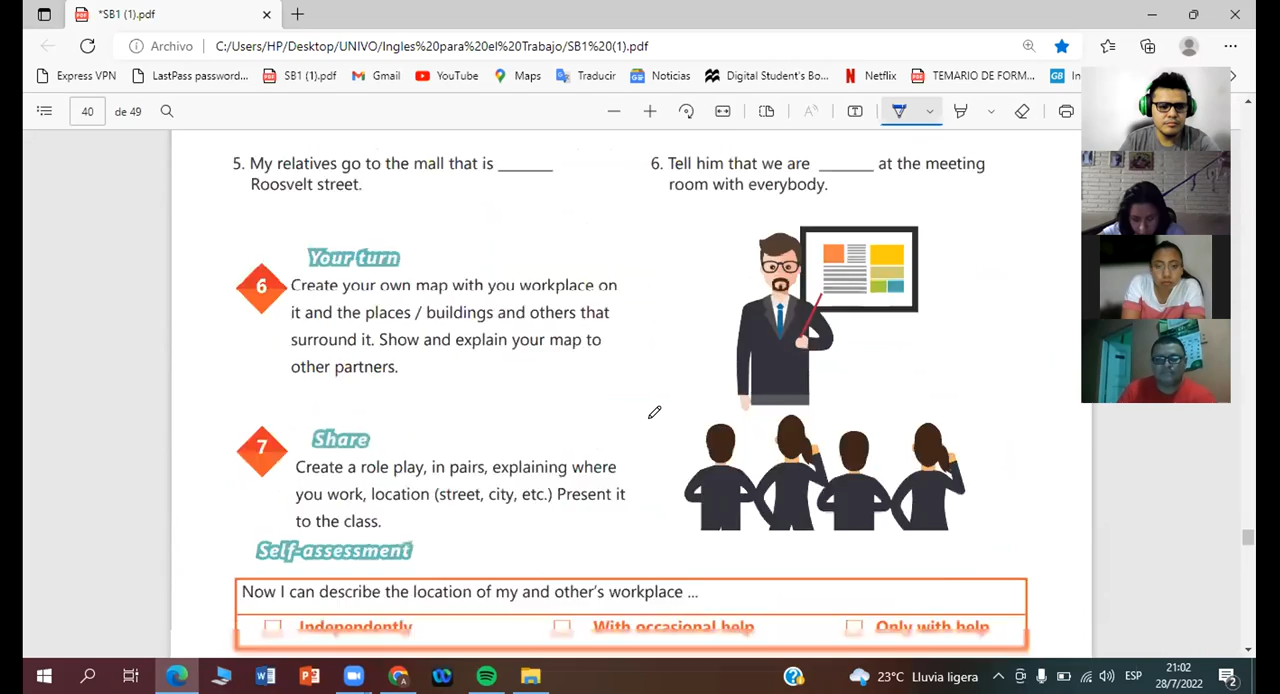 *SB1 (1).pdf
Archivo
C:/Users/HP/Desktop/UNIVO/Ingles%20para%20el%20Trabajo/SB1%20(1).pdf
Express VPN
LastPass password...
SB1 (1).pdf
Gmail
YouTube
Maps
Traducir
Noticias
Digital Student's Bo...
Netflix
TEMARIO DE FORM...
40 de 49
5. My relatives go to the mall that is ______
Roosvelt street.
6. Tell him that we are ______ at the meeting
room with everybody.
Your turn
6
Create your own map with you workplace on
it and the places / buildings and others that
surround it. Show and explain your map to
other partners.
7
Share
Create a role play, in pairs, explaining where
you work, location (street, city, etc.) Present it
to the class.
Self-assessment
Now I can describe the location of my and other's workplace ...
Independently
With occasional help
Only with help
23°C Lluvia ligera
ESP
21:02
28/7/2022
2